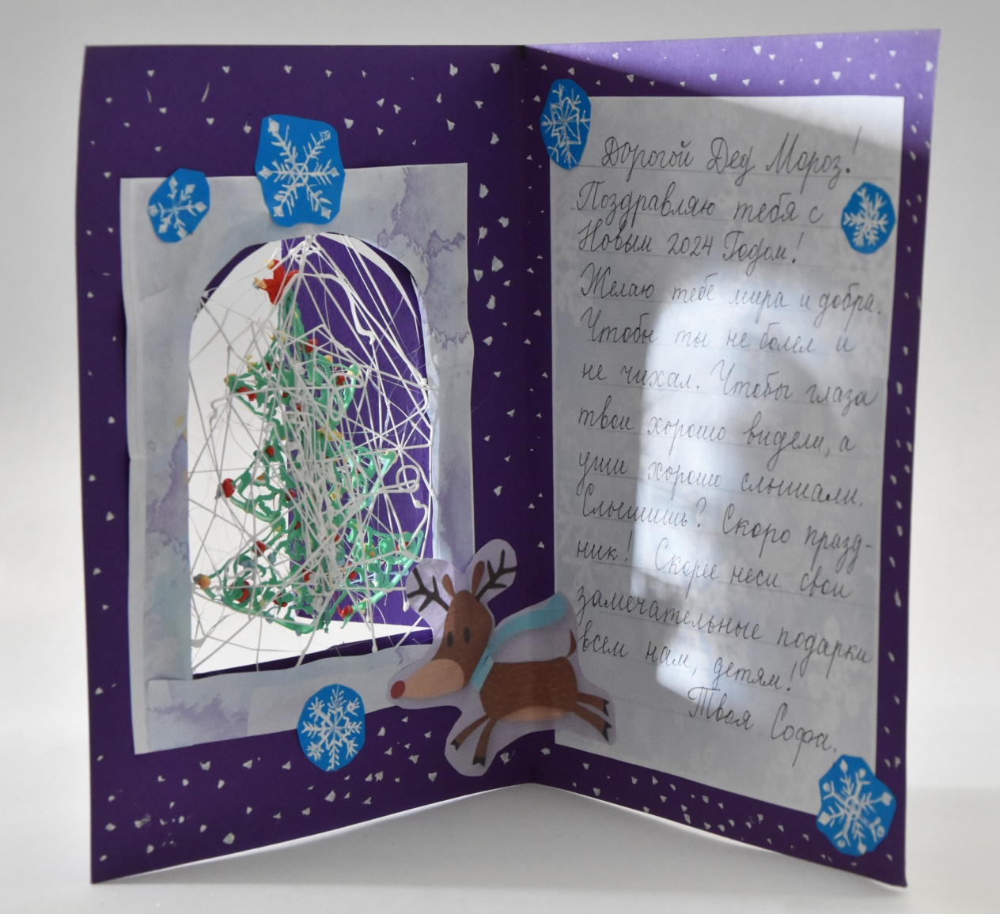 Дорогой Дед Мороз!
Поздравляю тебя с
Новым 2024 Годом!
Желаю тебе мира и добра.
Чтобы ты не болел и
не чихал. Чтобы глаза
твои хорошо видели, а
уши хорошо слышали.
Слышишь? Скоро празд-
ник! Скорее неси свои
замечательные подарки
всем нам, детям!
Твоя Софа.